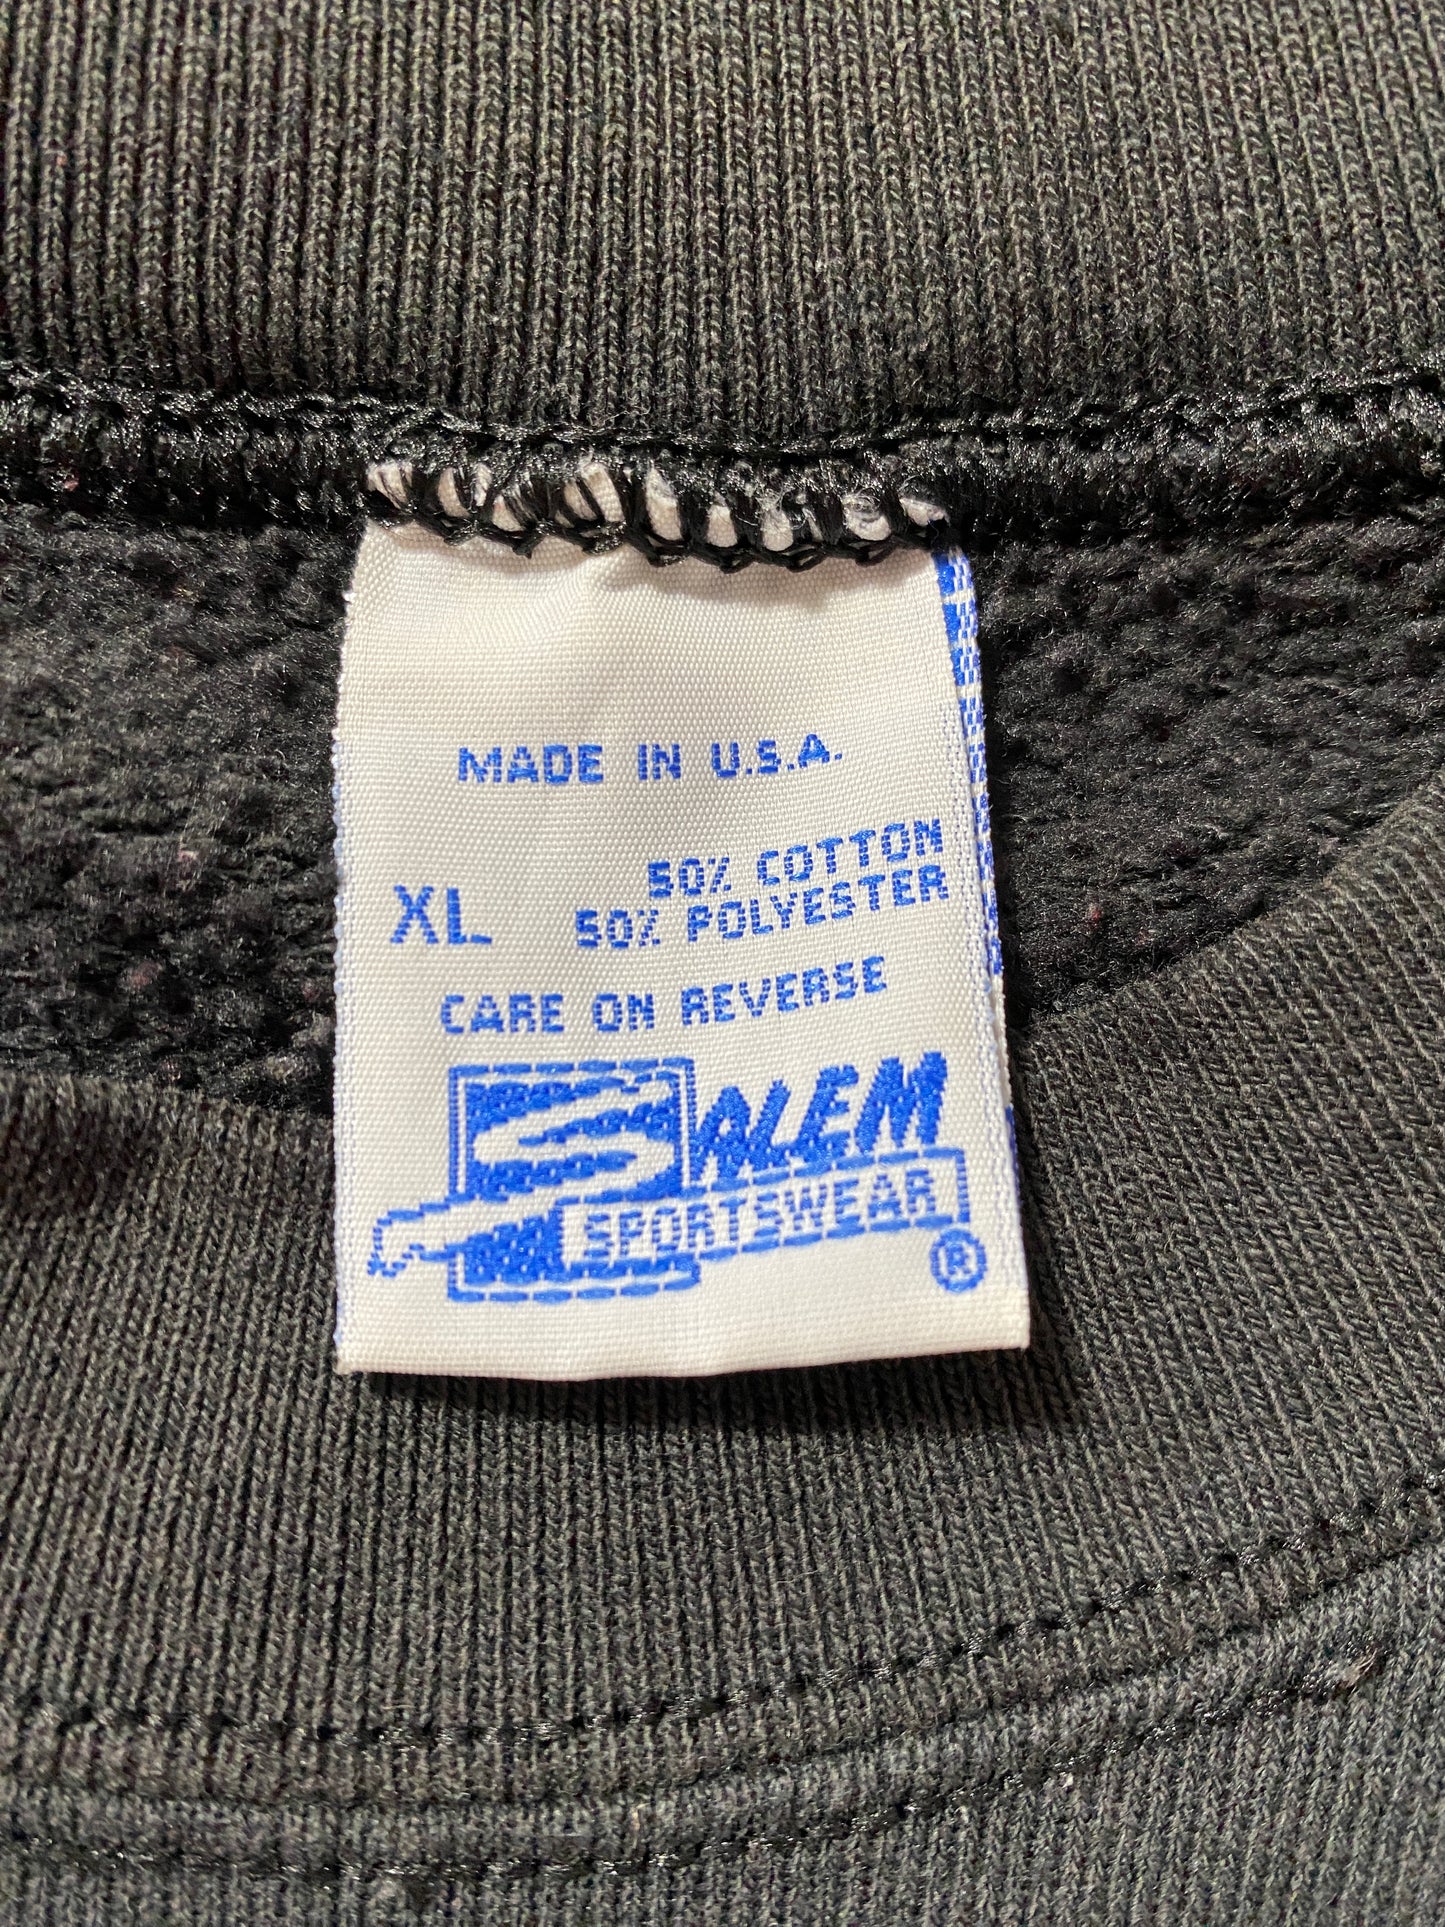 MADE IN U.S.A.
50% COTTON
XL 50% POLYESTER
CARE ON REVERSE
SALEM
SPORTSWEAR
®